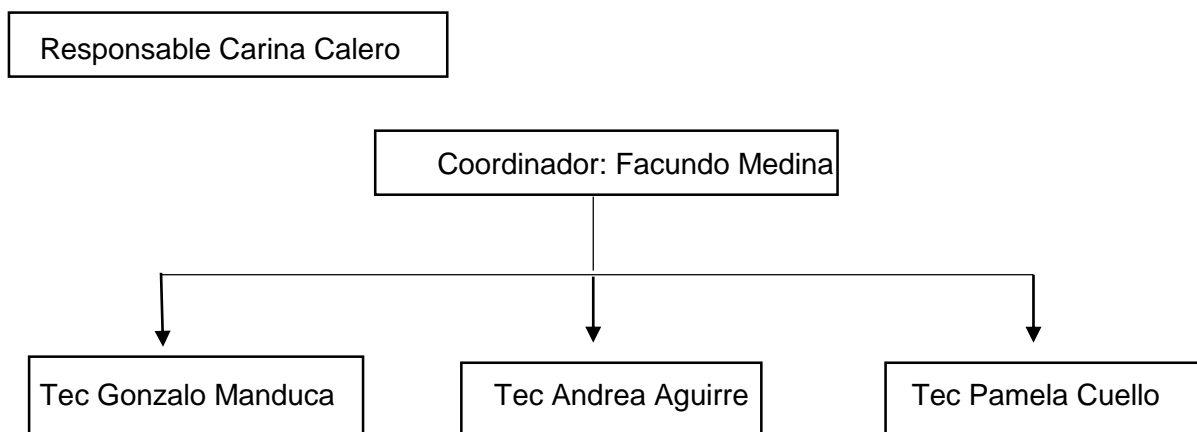 Responsable Carina Calero
Coordinador: Facundo Medina
Tec Gonzalo Manduca
Tec Andrea Aguirre
Tec Pamela Cuello